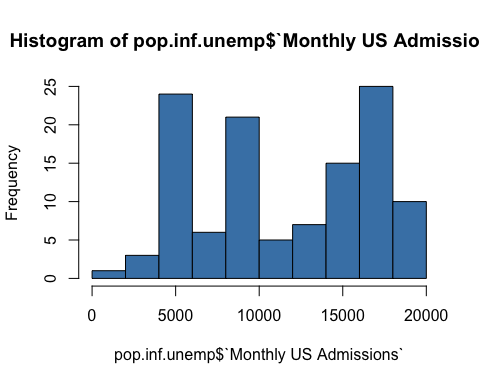 Histogram of pop.inf.unemp$`Monthly US Admissio
Frequency
25
20
15
10
5
0
0 5000 10000 15000 20000
pop.inf.unemp$`Monthly US Admissions`